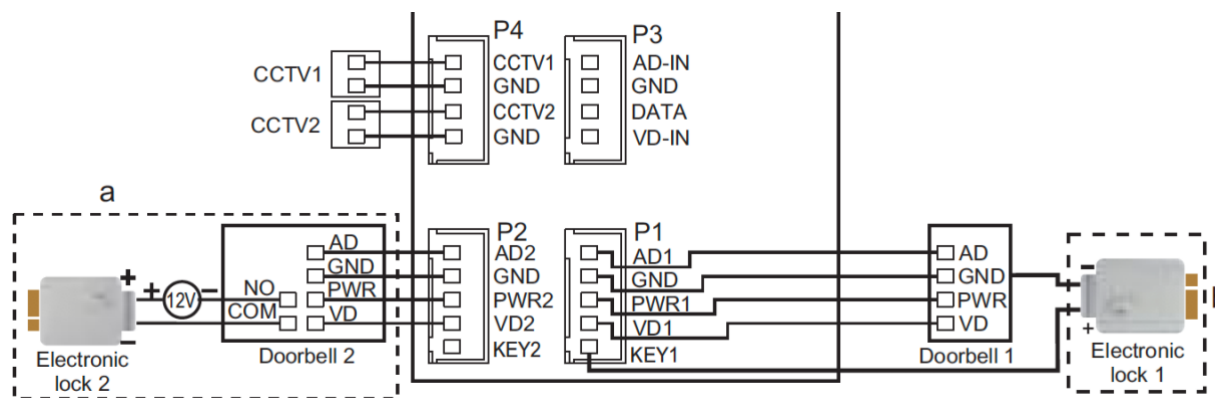 P4
P3
CCTV1
CCTV1
GND
CCTV2
CCTV2
GND
AD-IN
GND
DATA
VD-IN
a
P2
P1
AD
GND
PWR
VD
NO
COM
+
+
-
12V
-
Electronic
lock 2
Doorbell 2
AD2
GND
PWR2
VD2
KEY2
AD1
GND
PWR1
VD1
KEY1
AD
GND
PWR
VD
Doorbell 1
-
+
Electronic
lock 1